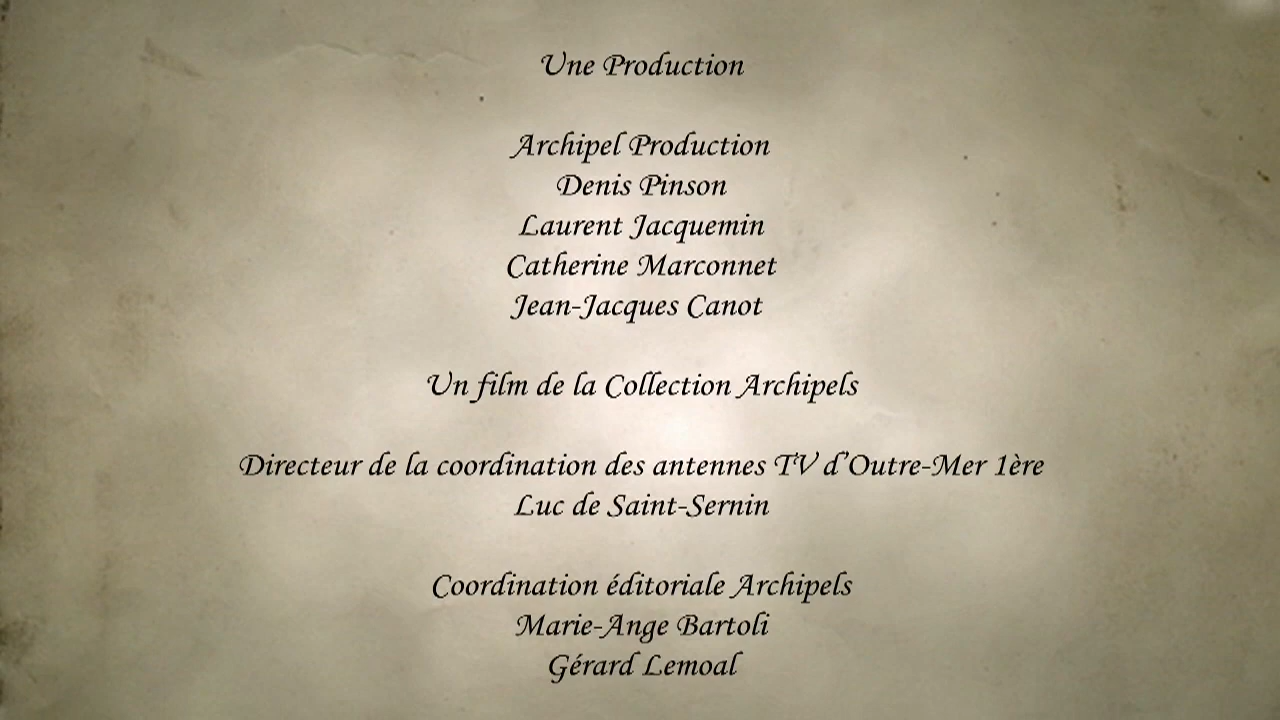 Une Production
Archipel Production
Denis Pinson
Laurent Jacquemin
Catherine Marconnet
Jean-Jacques Canot
Un film de la Collection Archipels
Directeur de la coordination des antennes TV d'Outre-Mer 1ère
Luc de Saint-Sernin
Coordination éditoriale Archipels
Marie-Ange Bartoli
Gérard Lemoal